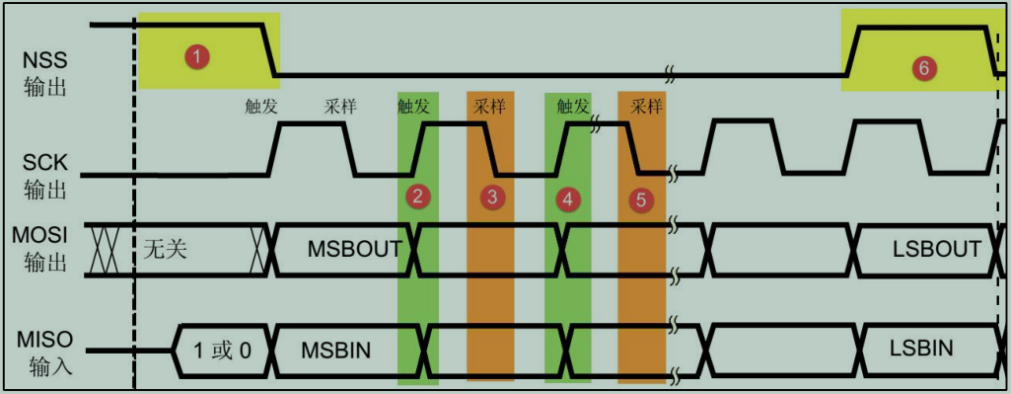 NSS
输出
1
6
触发 采样 触发 采样 触发 采样
SCK
输出
2
3
4
5
MOSI
输出
无关
MSBOUT
LSBOUT
MISO
输入
1 或 0
MSBIN
LSBIN